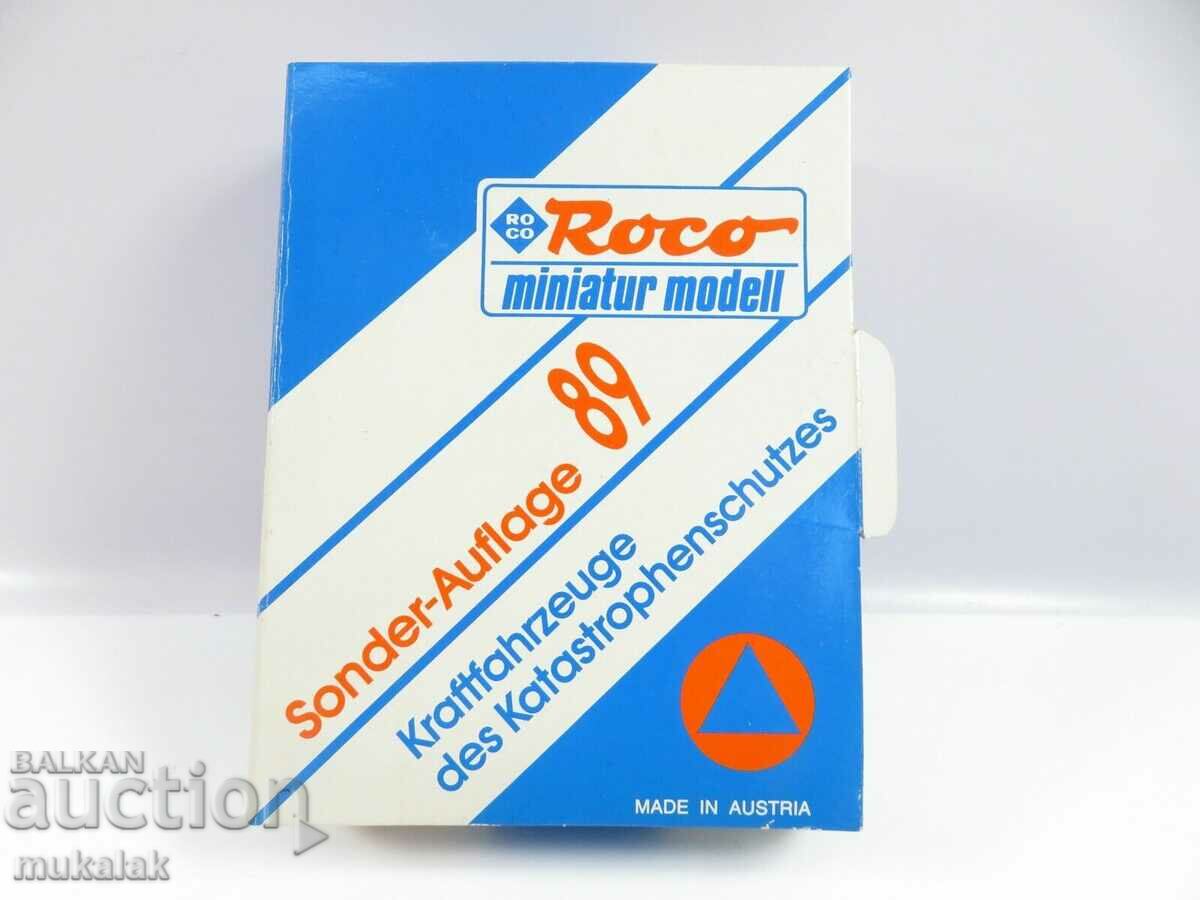 RO
CO
Roco
miniatur modell
Sonder-Auflage 89
Kraftfahrzeuge
des Katastrophenschutzes
MADE IN AUSTRIA
BALKAN
auction
mukalak